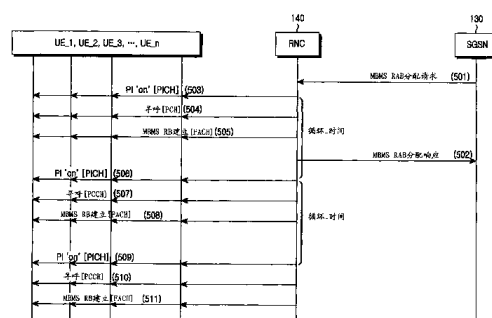 140
130
UE_1, UE_2, UE_3, …, UE_n
RNC
SGSN
MBMS RAB分配请求 (501)
PI 'on' [PICH] (503)
寻呼[PCH] (504)
MBMS RB建立[FACH] (505)
循环_时间
MBMS RAB分配响应 (502)
PI 'on' [PICH] (506)
寻呼[PCCH] (507)
MBMS RB建立[FACH] (508)
循环_时间
PI 'on' [PICH] (509)
寻呼[PCCH] (510)
MBMS RB建立[FACH] (511)